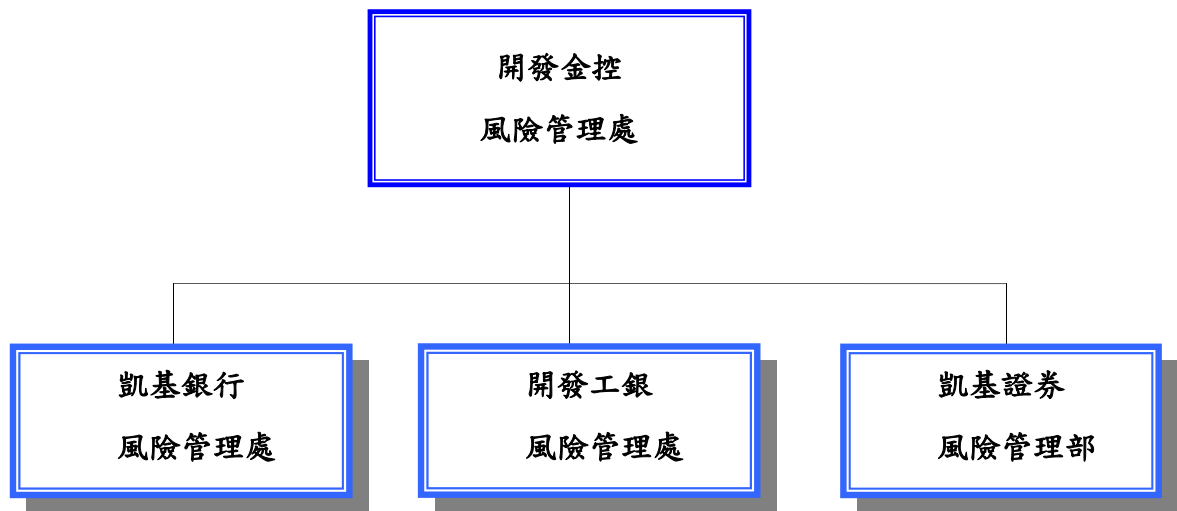 開發金控
風險管理處
凱基銀行
風險管理處
開發工銀
風險管理處
凱基證券
風險管理部